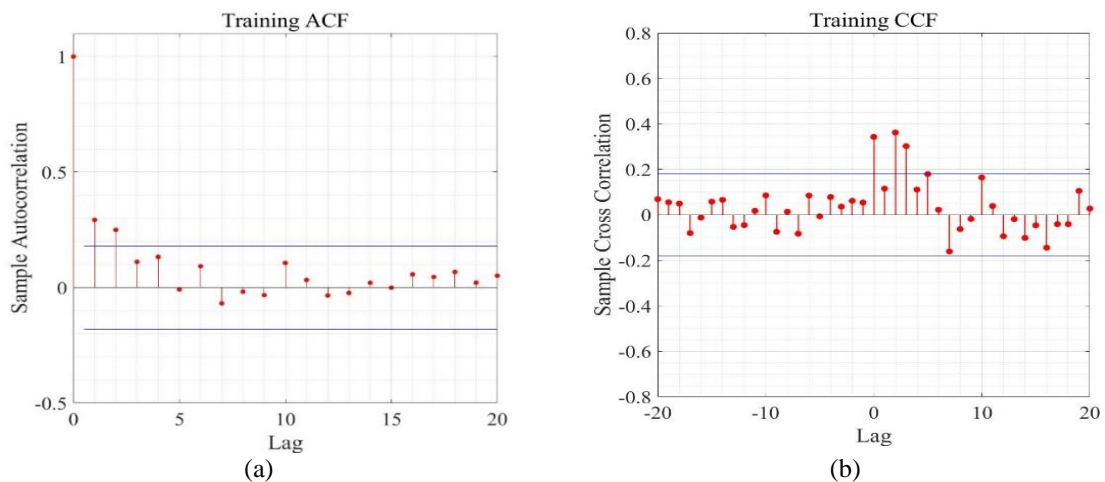 Training ACF
1
0.5
0
-0.5
Sample Autocorrelation
0 5 10 15 20
Lag
(a)
Training CCF
0.8
0.6
0.4
0.2
0
-0.2
-0.4
-0.6
-0.8
Sample Cross Correlation
-20 -10 0 10 20
Lag
(b)